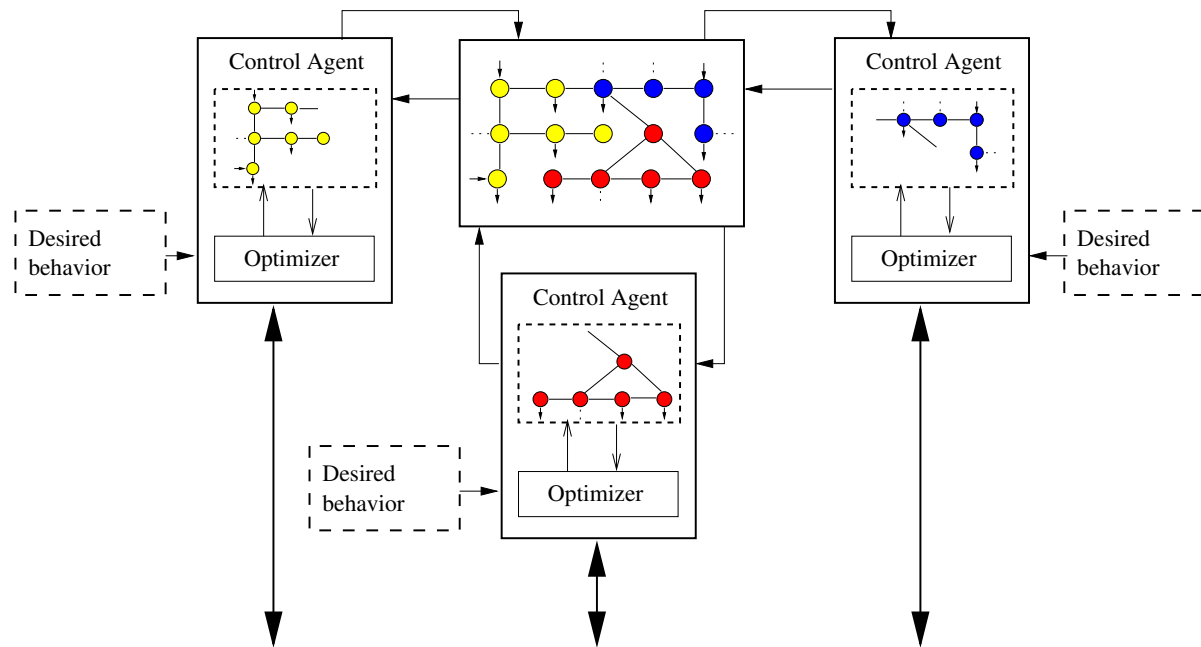 Control Agent
Control Agent
Desired
behavior
Optimizer
Optimizer
Desired
behavior
Control Agent
Desired
behavior
Optimizer